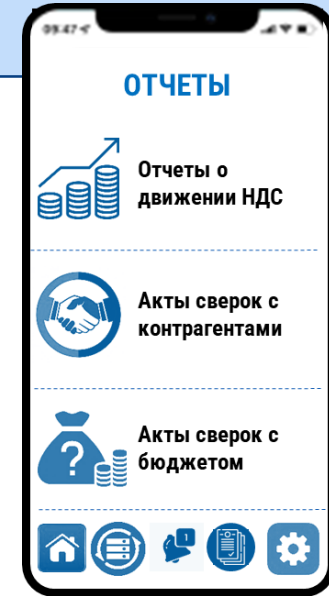 09:47
ОТЧЕТЫ
Отчеты о
движении НДС
Акты сверок с
контрагентами
Акты сверок с
?
бюджетом
1